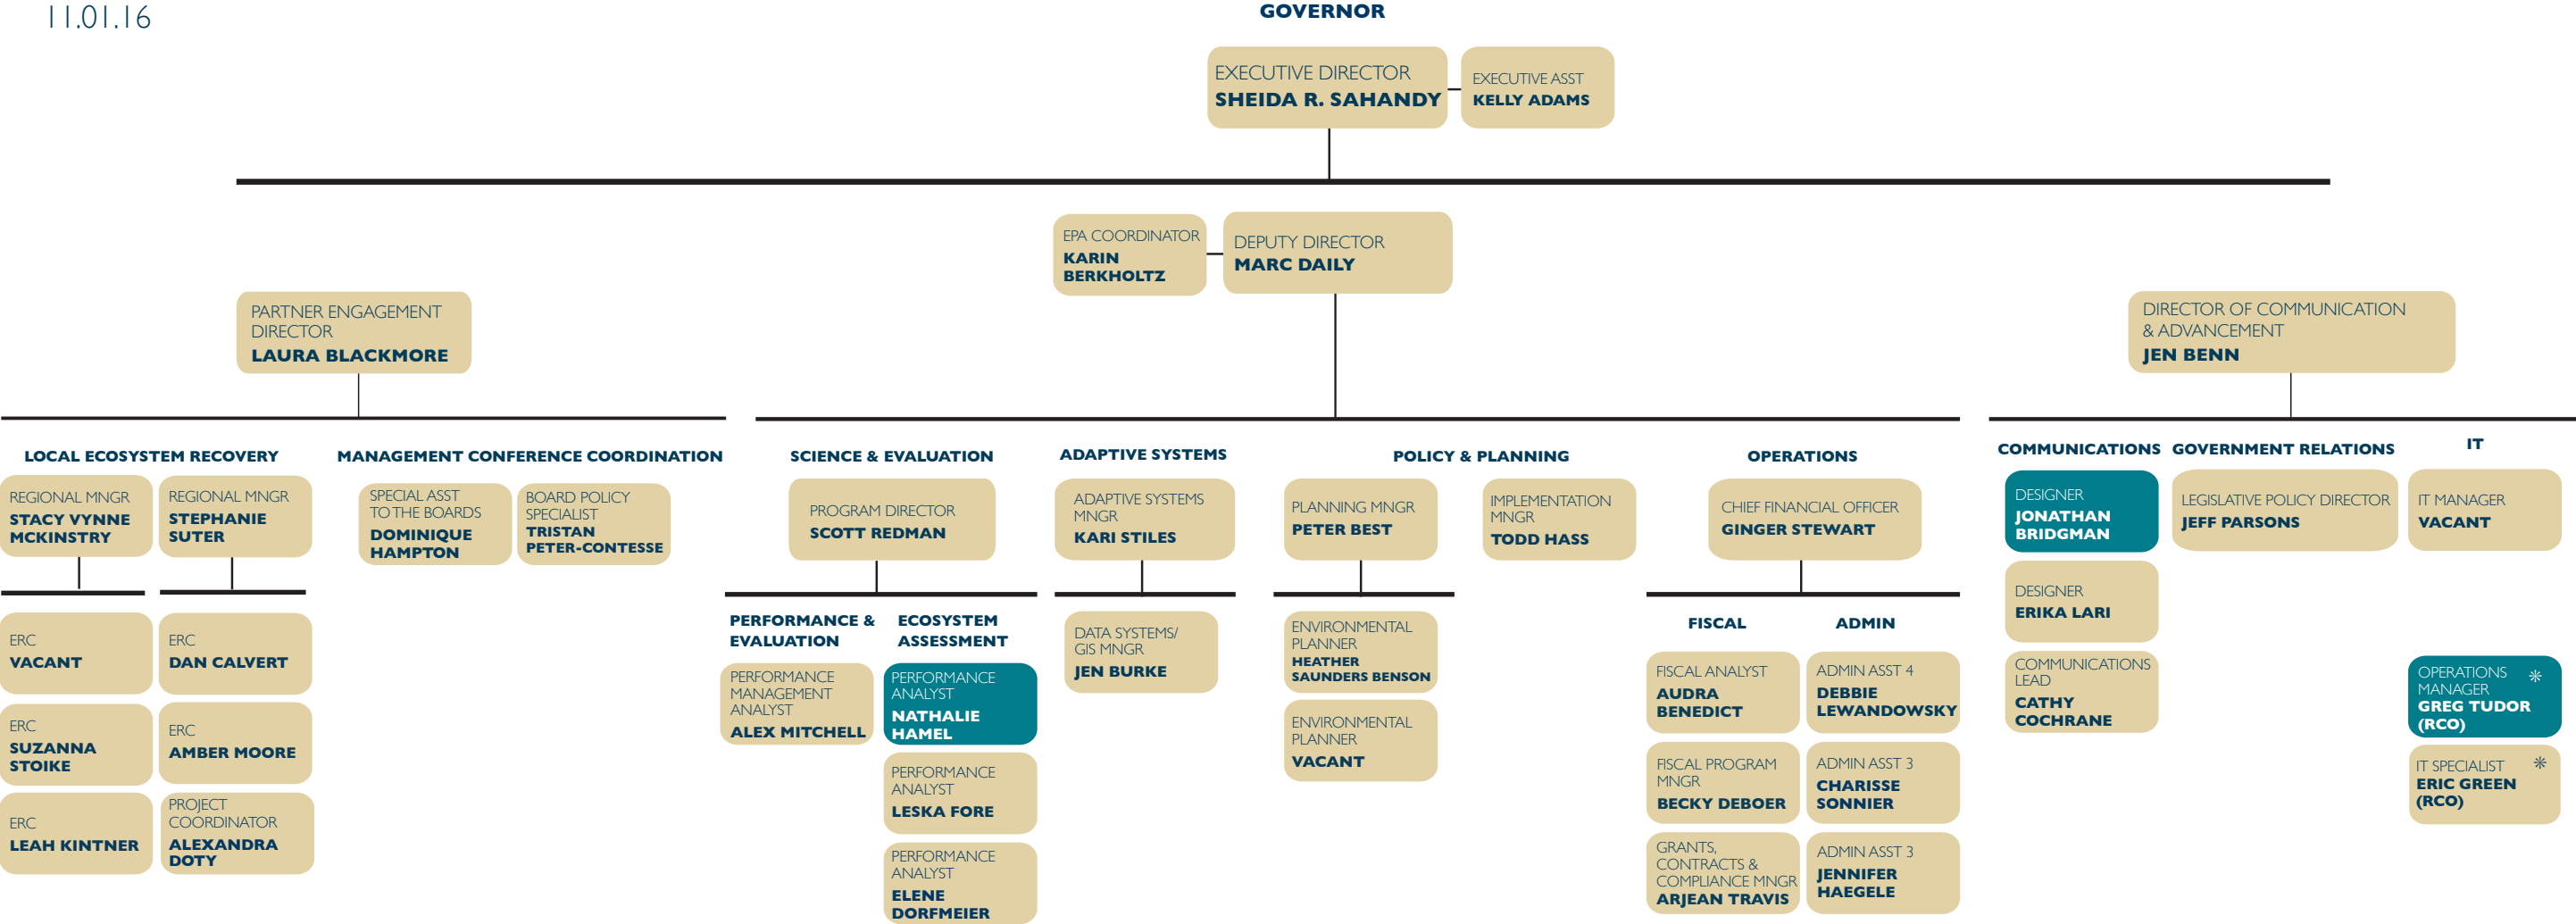 11.01.16
GOVERNOR
EXECUTIVE DIRECTOR
SHEIDA R. SAHANDY
EXECUTIVE ASST
KELLY ADAMS
EPA COORDINATOR
KARIN
BERKHOLTZ
DEPUTY DIRECTOR
MARC DAILY
PARTNER ENGAGEMENT
DIRECTOR
LAURA BLACKMORE
DIRECTOR OF COMMUNICATION
& ADVANCEMENT
JEN BENN
LOCAL ECOSYSTEM RECOVERY
REGIONAL MNGR
STACY VYNNE
MCKINSTRY
REGIONAL MNGR
STEPHANIE
SUTER
ERC
VACANT
ERC
DAN CALVERT
ERC
SUZANNA
STOIKE
ERC
AMBER MOORE
ERC
LEAH KINTNER
PROJECT
COORDINATOR
ALEXANDRA
DOTY
MANAGEMENT CONFERENCE COORDINATION
SPECIAL ASST
TO THE BOARDS
DOMINIQUE
HAMPTON
BOARD POLICY
SPECIALIST
TRISTAN
PETER-CONTESSE
SCIENCE & EVALUATION
PROGRAM DIRECTOR
SCOTT REDMAN
PERFORMANCE &
EVALUATION
PERFORMANCE
MANAGEMENT
ANALYST
ALEX MITCHELL
ECOSYSTEM
ASSESSMENT
PERFORMANCE
ANALYST
NATHALIE
HAMEL
PERFORMANCE
ANALYST
LESKA FORE
PERFORMANCE
ANALYST
ELENE
DORFMEIER
ADAPTIVE SYSTEMS
ADAPTIVE SYSTEMS
MNGR
KARI STILES
DATA SYSTEMS/
GIS MNGR
JEN BURKE
POLICY & PLANNING
PLANNING MNGR
PETER BEST
IMPLEMENTATION
MNGR
TODD HASS
ENVIRONMENTAL
PLANNER
HEATHER
SAUNDERS BENSON
ENVIRONMENTAL
PLANNER
VACANT
OPERATIONS
CHIEF FINANCIAL OFFICER
GINGER STEWART
FISCAL
FISCAL ANALYST
AUDRA
BENEDICT
FISCAL PROGRAM
MNGR
BECKY DEBOER
GRANTS,
CONTRACTS &
COMPLIANCE MNGR
ARJEAN TRAVIS
ADMIN
ADMIN ASST 4
DEBBIE
LEWANDOWSKY
ADMIN ASST 3
CHARISSE
SONNIER
ADMIN ASST 3
JENNIFER
HAEGELE
COMMUNICATIONS
DESIGNER
JONATHAN
BRIDGMAN
DESIGNER
ERIKA LARI
COMMUNICATIONS
LEAD
CATHY
COCHRANE
GOVERNMENT RELATIONS
LEGISLATIVE POLICY DIRECTOR
JEFF PARSONS
IT
IT MANAGER
VACANT
OPERATIONS ✳
MANAGER
GREG TUDOR
(RCO)
IT SPECIALIST ✳
ERIC GREEN
(RCO)